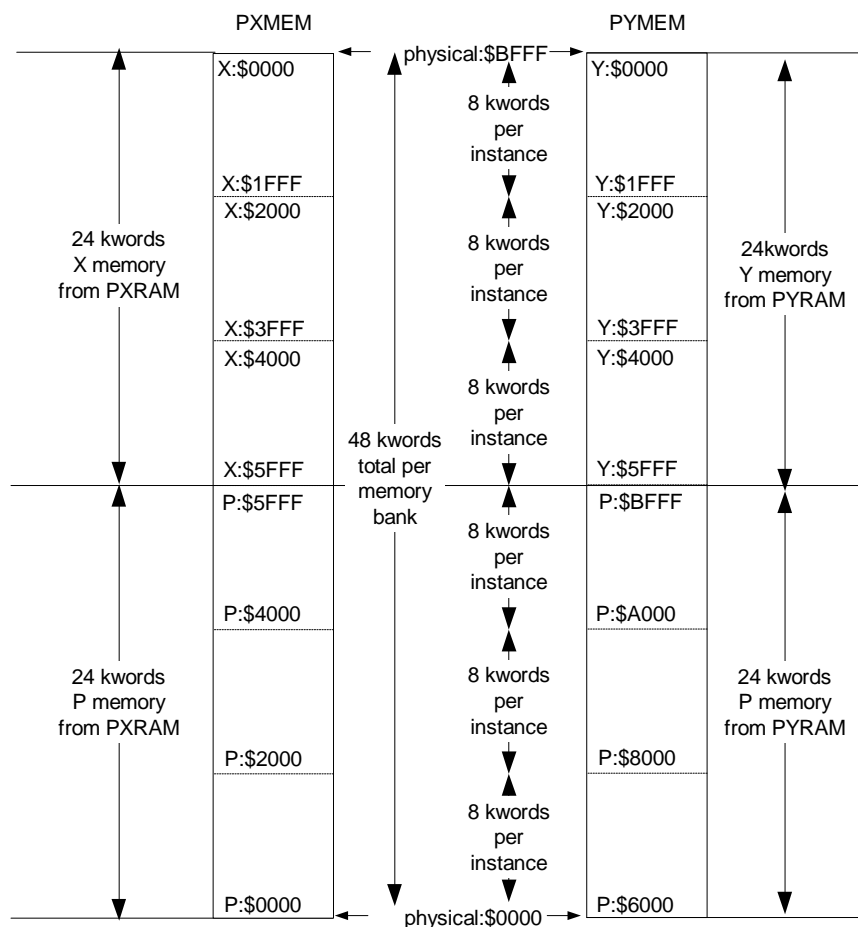 PXMEM
PYMEM
physical:$BFFF
X:$0000
Y:$0000
8 kwords
per
instance
X:$1FFF
Y:$1FFF
X:$2000
Y:$2000
24 kwords
X memory
from PXRAM
8 kwords
per
instance
24kwords
Y memory
from PYRAM
X:$3FFF
Y:$3FFF
X:$4000
Y:$4000
8 kwords
per
instance
48 kwords
total per
memory
bank
X:$5FFF
Y:$5FFF
P:$5FFF
P:$BFFF
8 kwords
per
instance
P:$4000
P:$A000
24 kwords
P memory
from PXRAM
8 kwords
per
instance
24 kwords
P memory
from PYRAM
P:$2000
P:$8000
8 kwords
per
instance
P:$0000
P:$6000
physical:$0000